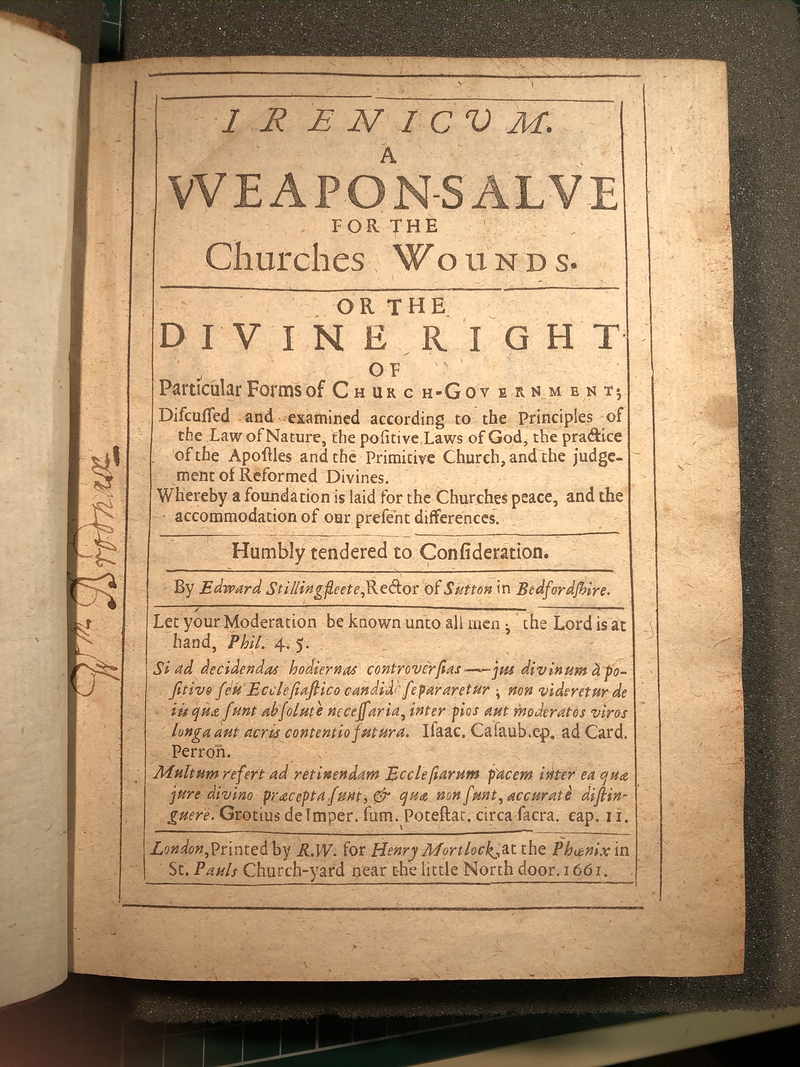 IRENICVM.
A
WEAPON-SALVE
FOR THE
Churches WOUNDS.
OR THE
DIVINE RIGHT
OF
Particular Forms of CHURCH-GOVERNMENT;
Diſcuſſed and examined according to the Principles of
the Law of Nature, the poſitive Laws of God, the practice
of the Apoſtles and the Primitive Church, and the judge-
ment of Reformed Divines.
Whereby a foundation is laid for the Churches peace, and the
accommodation of our preſent differences.
Humbly tendered to Conſideration.
By Edward Stillingfleete, Rector of Sutton in Bedfordſhire.
Let your Moderation be known unto all men; the Lord is at
hand, Phil. 4. 5.
Si ad decidendas hodiernas controverſias——jus divinum à po-
ſitivo ſeu Eccleſiaſtico candidè ſepararetur; non videretur de
iis quæ ſunt abſolutè neceſſaria, inter pios aut moderatos viros
longa aut acris contentio futura. Iſaac. Caſaub. ep. ad Card.
Perron.
Multum refert ad retinendam Eccleſiarum pacem inter ea quæ
jure divino præcepta ſunt, & quæ non ſunt, accuratè diſtin-
guere. Grotius de Imper. ſum. Poteſtat. circa ſacra. cap. 11.
London, Printed by R.W. for Henry Mortlock, at the Phœnix in
St. Pauls Church-yard near the little North door. 1661.
Wm